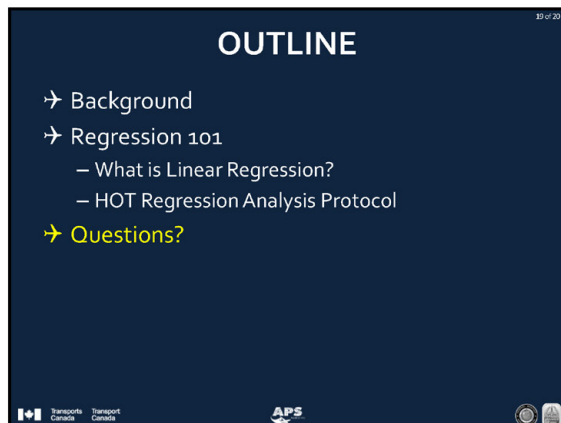 19 of 20
OUTLINE
Background
Regression 101
– What is Linear Regression?
– HOT Regression Analysis Protocol
Questions?
Transports Transport
Canada Canada
APS